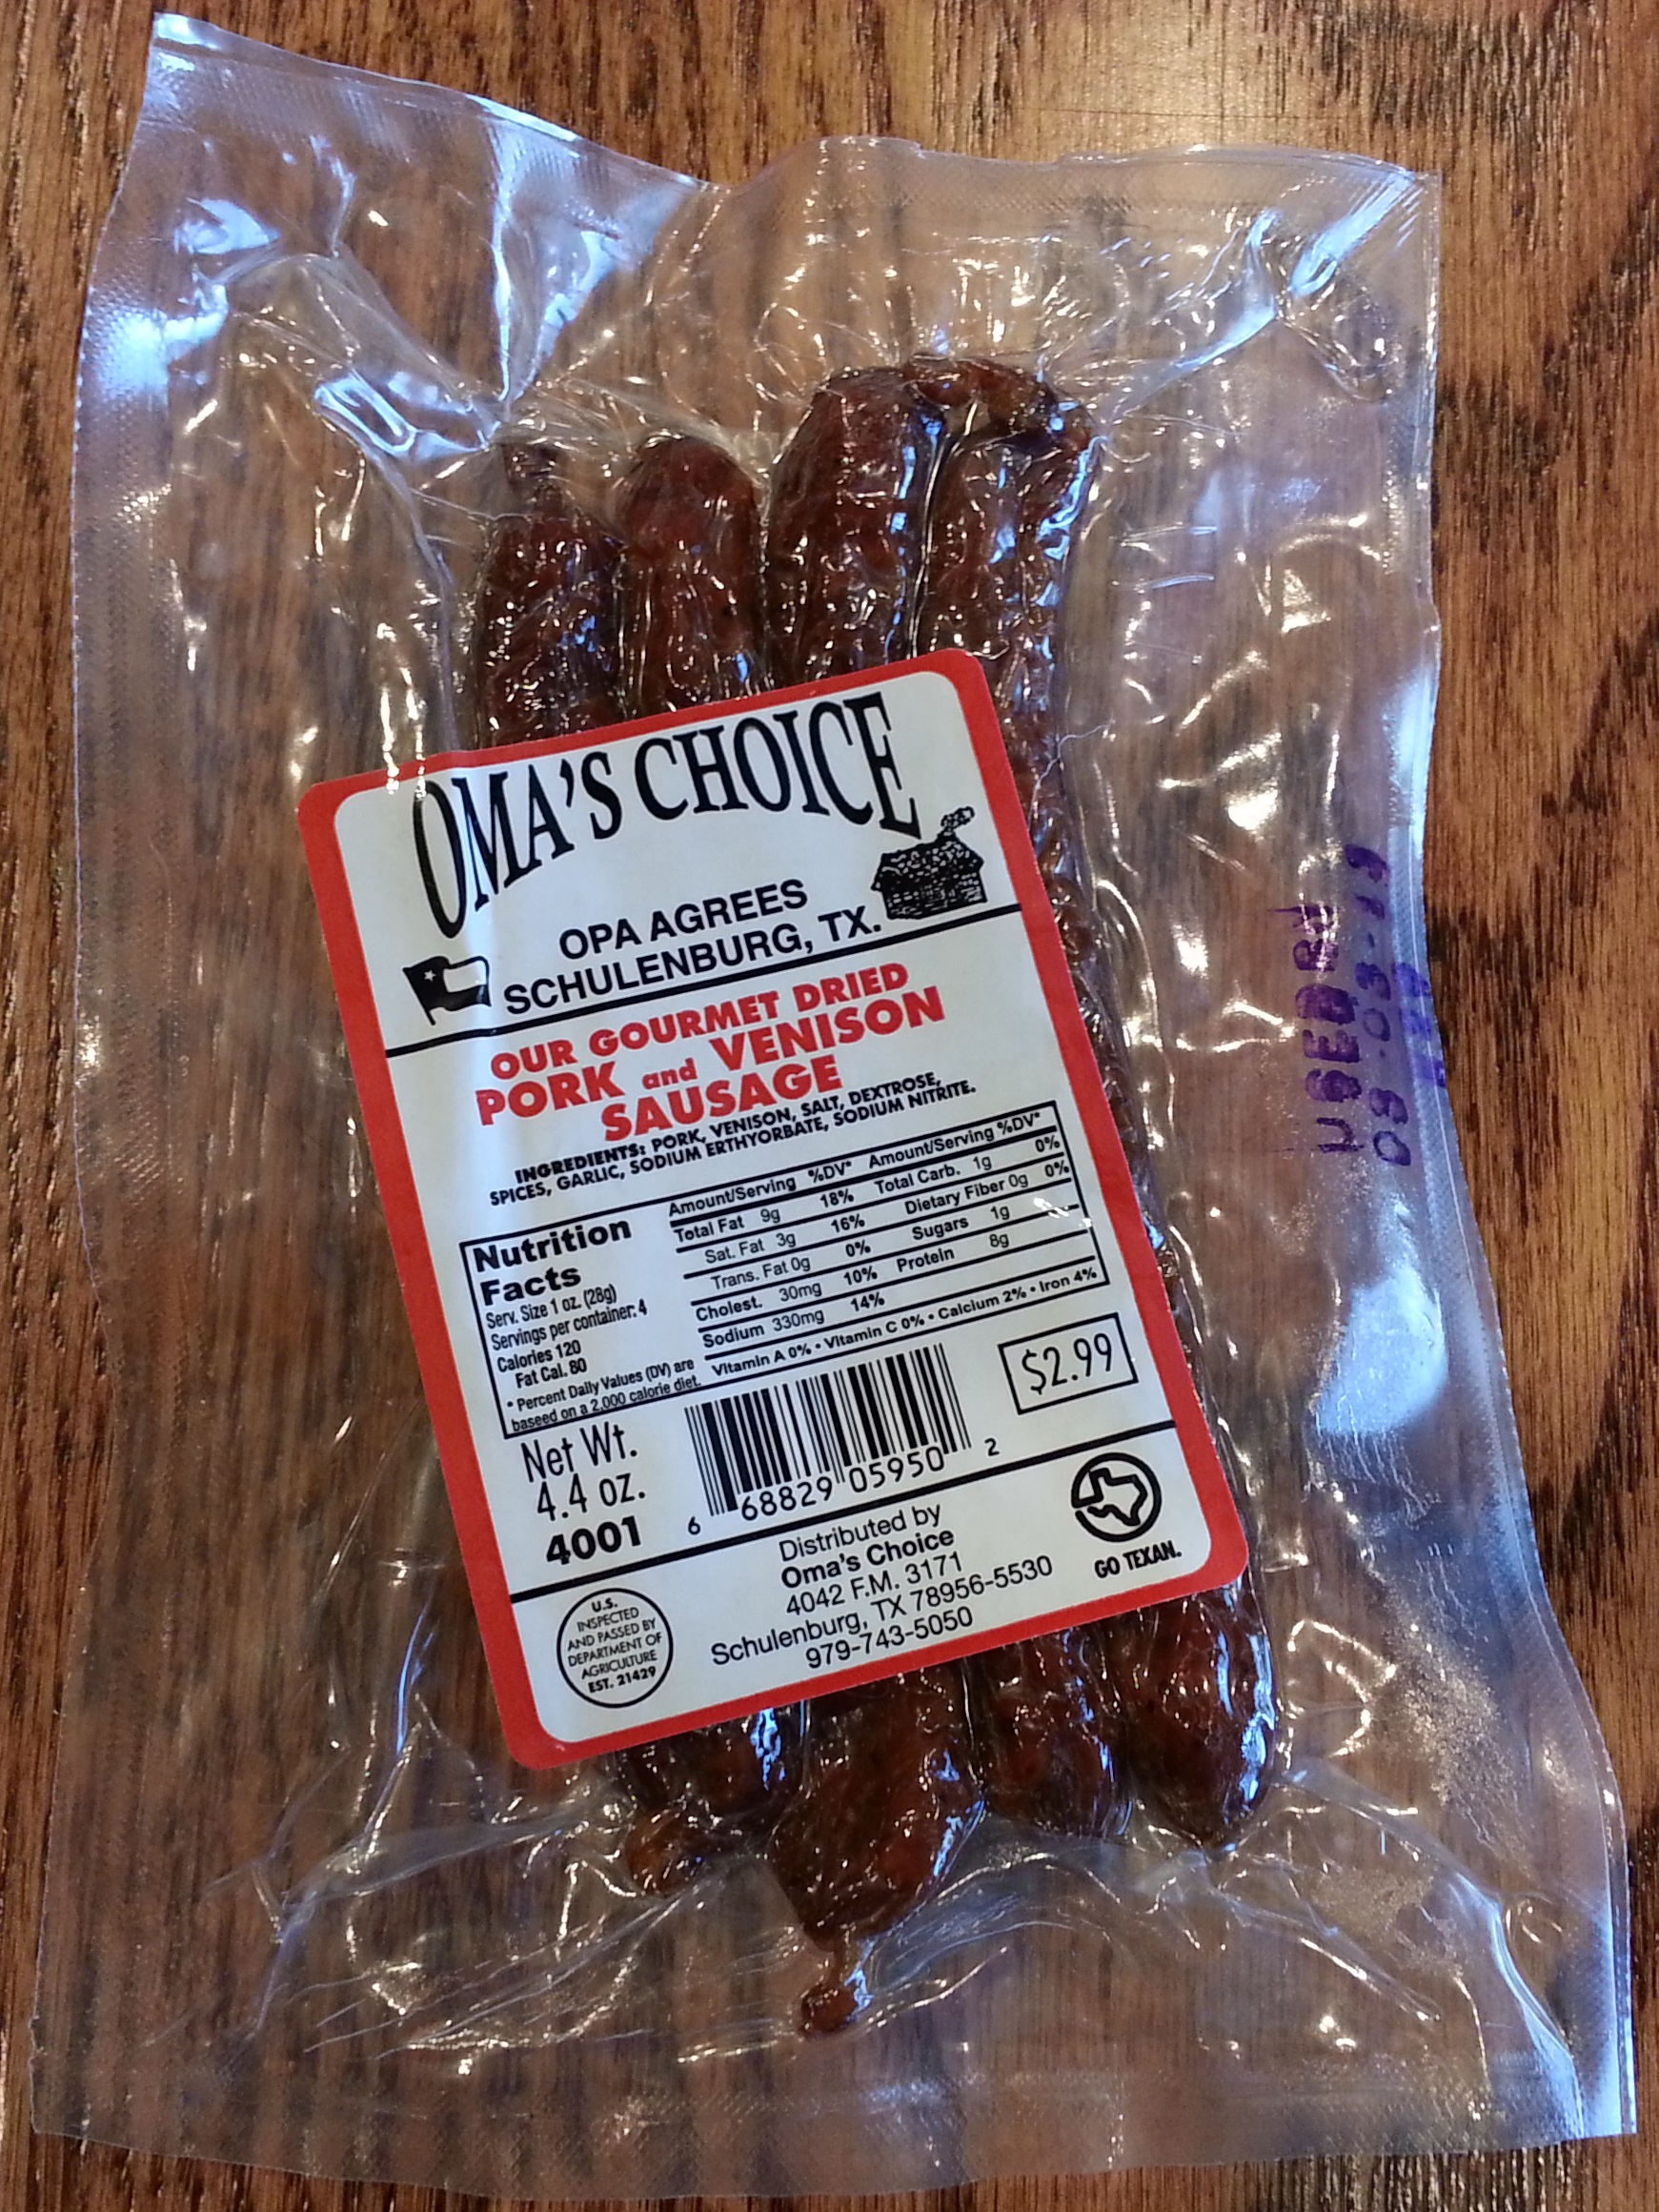 OMA'S CHOICE
OPA AGREES
SCHULENBURG, TX.
OUR GOURMET DRIED
PORK and VENISON
SAUSAGE
INGREDIENTS: PORK, VENISON, SALT, DEXTROSE,
SPICES, GARLIC, SODIUM ERTHYORBATE, SODIUM NITRITE.
Nutrition
Facts
Serv. Size 1 oz. (28g)
Servings per container: 4
Calories 120
Fat Cal. 80
* Percent Daily Values (DV) are
baseed on a 2,000 calorie diet.
Amount/Serving %DV* Amount/Serving %DV*
Total Fat 9g 18% Total Carb. 1g 0%
Sat. Fat 3g 16% Dietary Fiber 0g 0%
Trans. Fat 0g 0% Sugars 1g
Cholest. 30mg 10% Protein 8g
Sodium 330mg 14%
Vitamin A 0% • Vitamin C 0% • Calcium 2% • Iron 4%
$2.99
Net Wt.
4.4 oz.
4001
6 68829 05950 2
Distributed by
Oma's Choice
4042 F.M. 3171
Schulenburg, TX 78956-5530
979-743-5050
GO TEXAN.
U.S.
INSPECTED
AND PASSED BY
DEPARTMENT OF
AGRICULTURE
EST. 21429